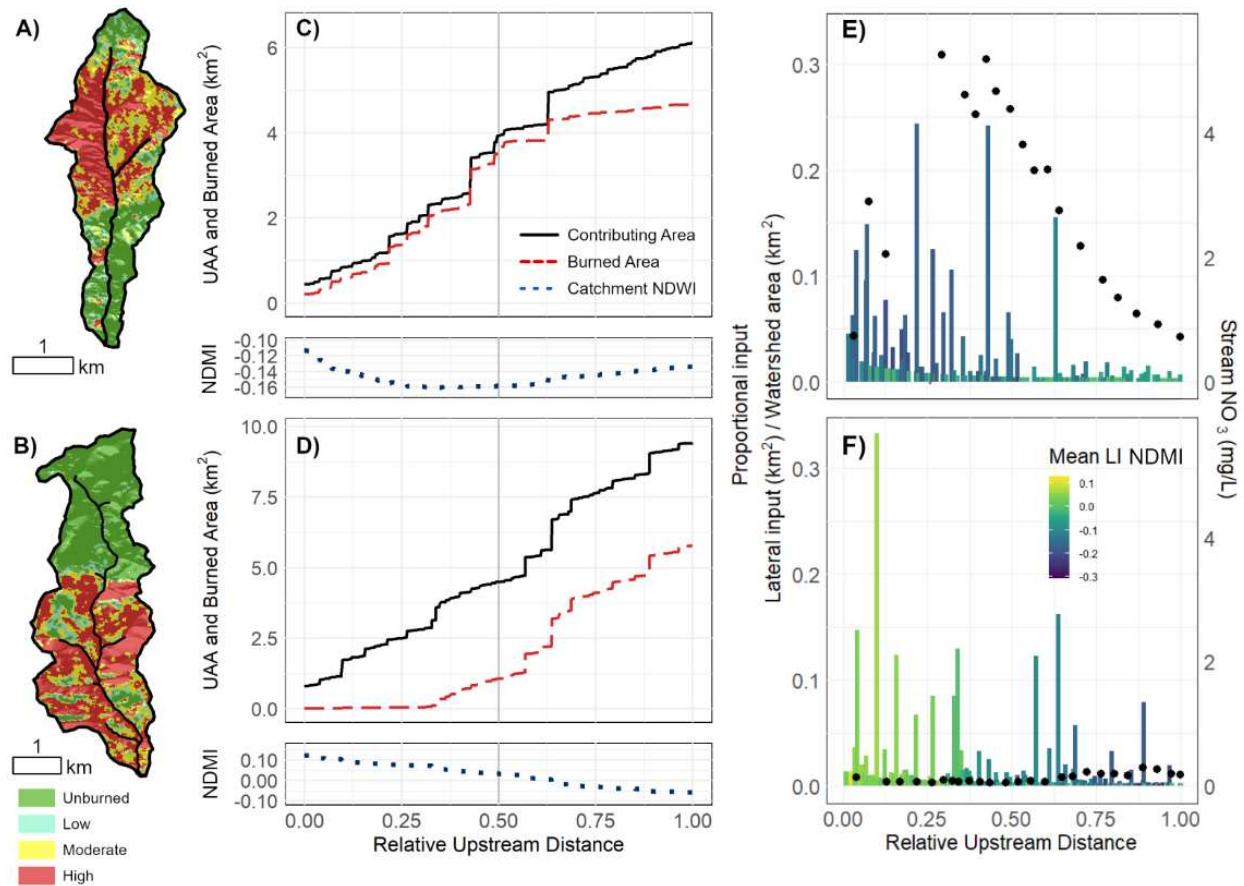 A)
1
km
B)
1
km
Unburned
Low
Moderate
High
C)
UAA and Burned Area (km²)
6
4
2
0
Contributing Area
Burned Area
Catchment NDWI
NDMI
-0.10
-0.12
-0.14
-0.16
D)
UAA and Burned Area (km²)
10.0
7.5
5.0
2.5
0.0
NDMI
0.10
0.00
-0.10
0.00 0.25 0.50 0.75 1.00
Relative Upstream Distance
Proportional input
Lateral input (km²) / Watershed area (km²)
E)
0.3
0.2
0.1
0.0
4
2
0
Stream NO₃ (mg/L)
F)
0.3
0.2
0.1
0.0
Mean LI NDMI
0.1
0.0
-0.1
-0.2
-0.3
4
2
0
0.00 0.25 0.50 0.75 1.00
Relative Upstream Distance